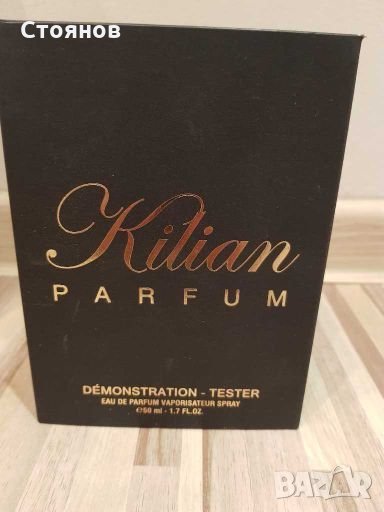 Стоянов
Kilian
PARFUM
DÉMONSTRATION - TESTER
EAU DE PARFUM VAPORISATEUR SPRAY
℮50 ml - 1.7 FL.OZ.
BAZAR